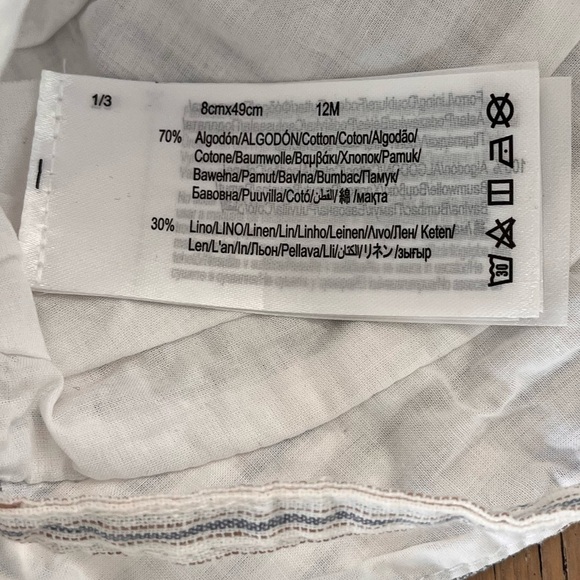 1/3
8cmx49cm 12M
70% Algodón/ALGODÓN/Cotton/Coton/Algodão/
Cotone/Baumwolle/Βαμβάκι/Хлопок/Pamuk/
Bawełna/Pamut/Bavlna/Bumbac/Памук/
Бавовна/Puuvilla/Cotó/القطن/綿/мақта
30% Lino/LINO/Linen/Lin/Linho/Leinen/Λινο/Лен/ Keten/
Len/L'an/In/Льон/Pellava/Lli/الكتان/リネン/зығыр
30